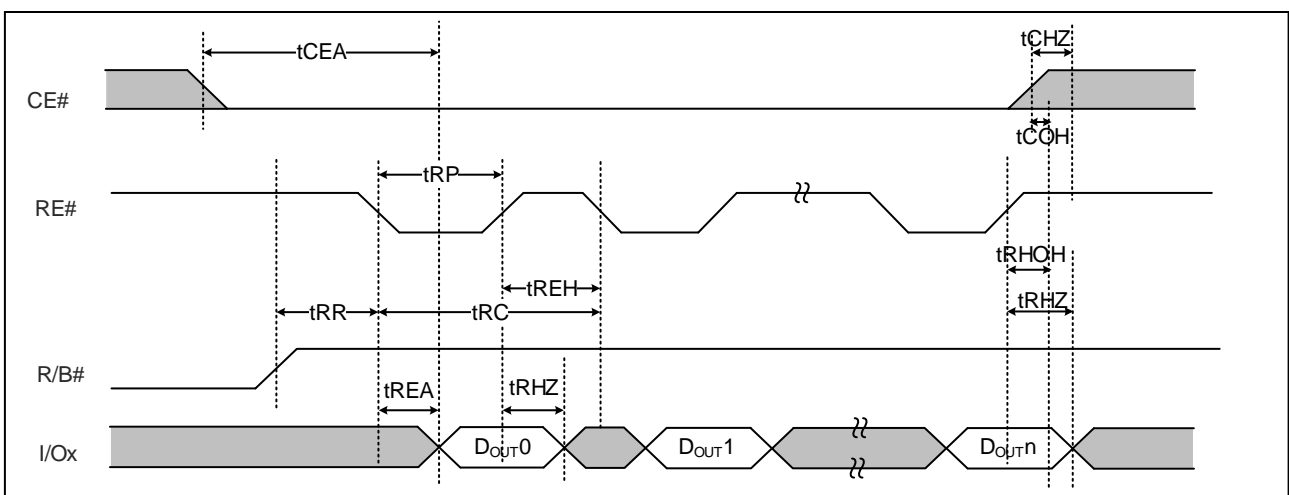 tCEA
tCHZ
CE#
tCOH
tRP
RE#
tRHOH
tREH
tRHZ
tRR
tRC
R/B#
tREA
tRHZ
I/Ox
DOUT0
DOUT1
DOUTn